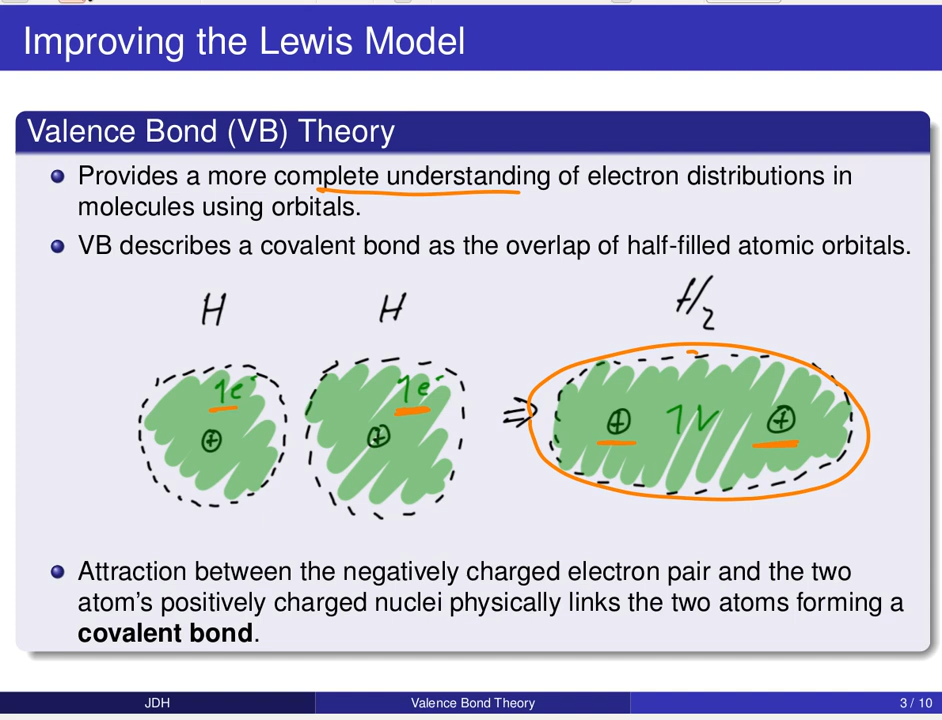 Improving the Lewis Model
Valence Bond (VB) Theory
Provides a more complete understanding of electron distributions in
molecules using orbitals.
VB describes a covalent bond as the overlap of half-filled atomic orbitals.
H H H₂
1e⁻ 1e⁻
⊕ ⊕ ⇒ ⊕ 1V ⊕
Attraction between the negatively charged electron pair and the two
atom's positively charged nuclei physically links the two atoms forming a
covalent bond.
JDH Valence Bond Theory 3 / 10